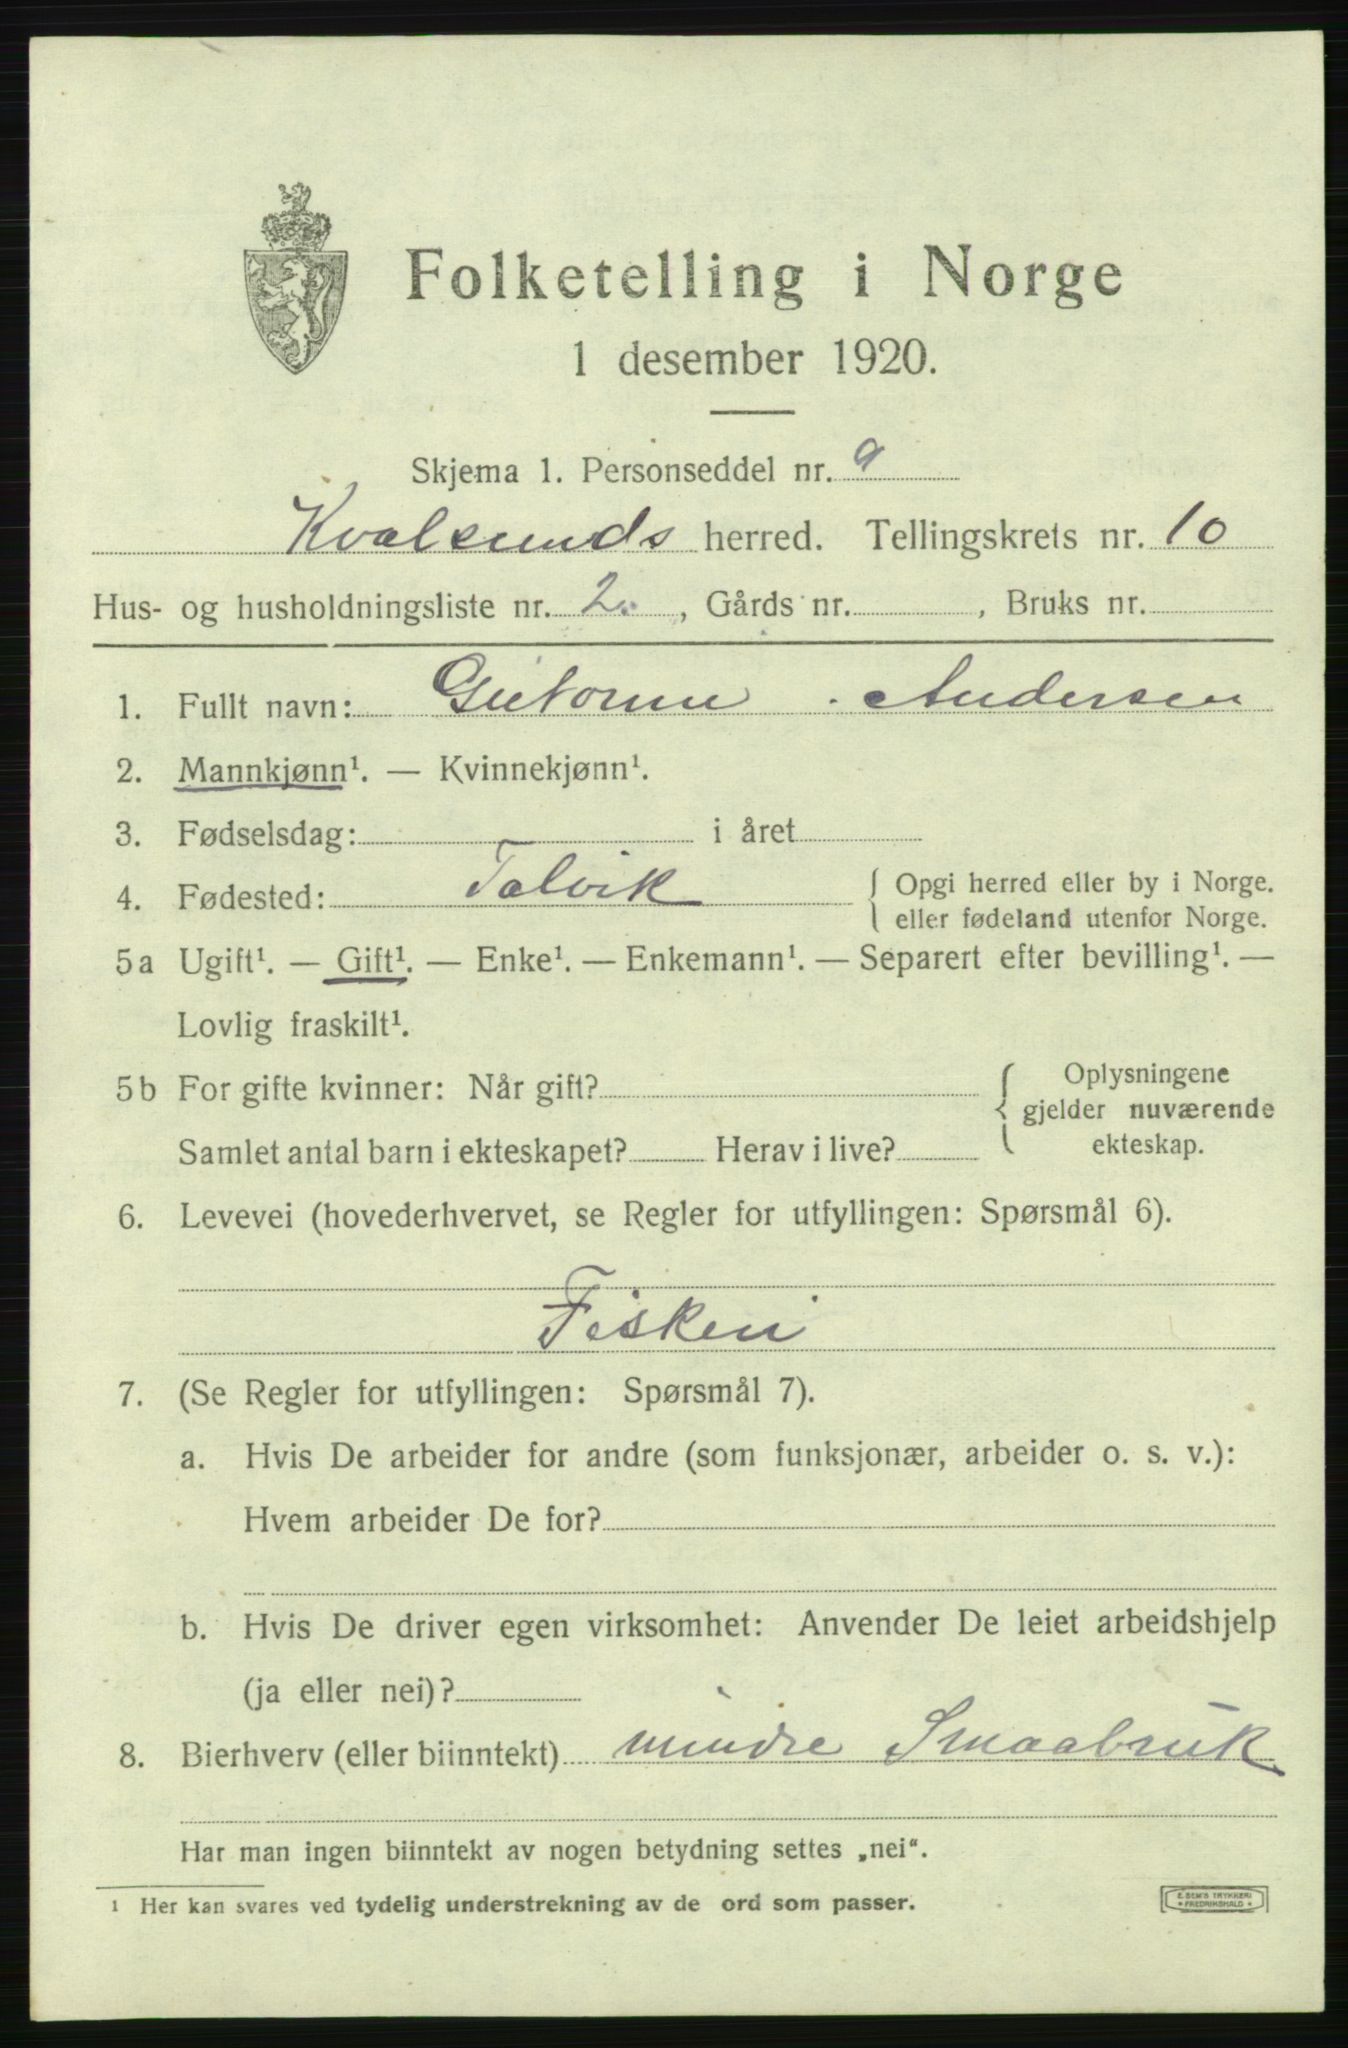 Folketelling i Norge
1 desember 1920.
Skjema 1. Personseddel nr. 9
Kvalsunds herred. Tellingskrets nr. 10
Hus- og husholdningsliste nr. 2. , Gårds nr. , Bruks nr.
1. Fullt navn: Andersen
2. Mannkjønn¹. — Kvinnekjønn¹.
3. Fødselsdag: i året
4. Fødested: Talvik { Opgi herred eller by i Norge.
eller fødeland utenfor Norge.
5a Ugift¹. — Gift¹. — Enke¹. — Enkemann¹. — Separert efter bevilling¹. —
Lovlig fraskilt¹.
5b For gifte kvinner: Når gift? { Oplysningene
gjelder nuværende
ekteskap.
Samlet antal barn i ekteskapet? Herav i live?
6. Levevei (hovederhvervet, se Regler for utfyllingen: Spørsmål 6).
Fiskeri
7. (Se Regler for utfyllingen: Spørsmål 7).
a. Hvis De arbeider for andre (som funksjonær, arbeider o. s. v.):
Hvem arbeider De for?
b. Hvis De driver egen virksomhet: Anvender De leiet arbeidshjelp
(ja eller nei)?
8. Bierhverv (eller biinntekt) mindre Smaabruk
Har man ingen biinntekt av nogen betydning settes „nei“.
¹ Her kan svares ved tydelig understrekning av de ord som passer.
E. SEM'S TRYKKERI
FREDRIKSHALD